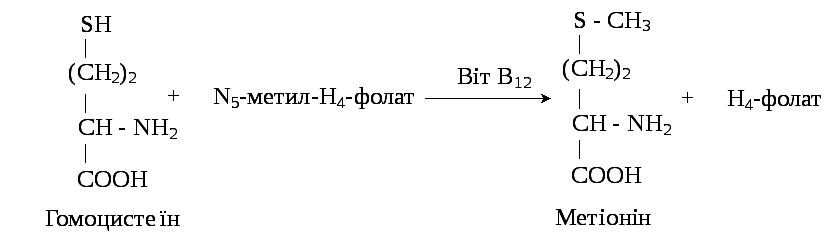 SH
(CH2)2
CH - NH2
COOH
Гомоцистеїн
+
N5-метил-H4-фолат
Віт B12
S - CH3
(CH2)2
CH - NH2
COOH
Метіонін
+
H4-фолат